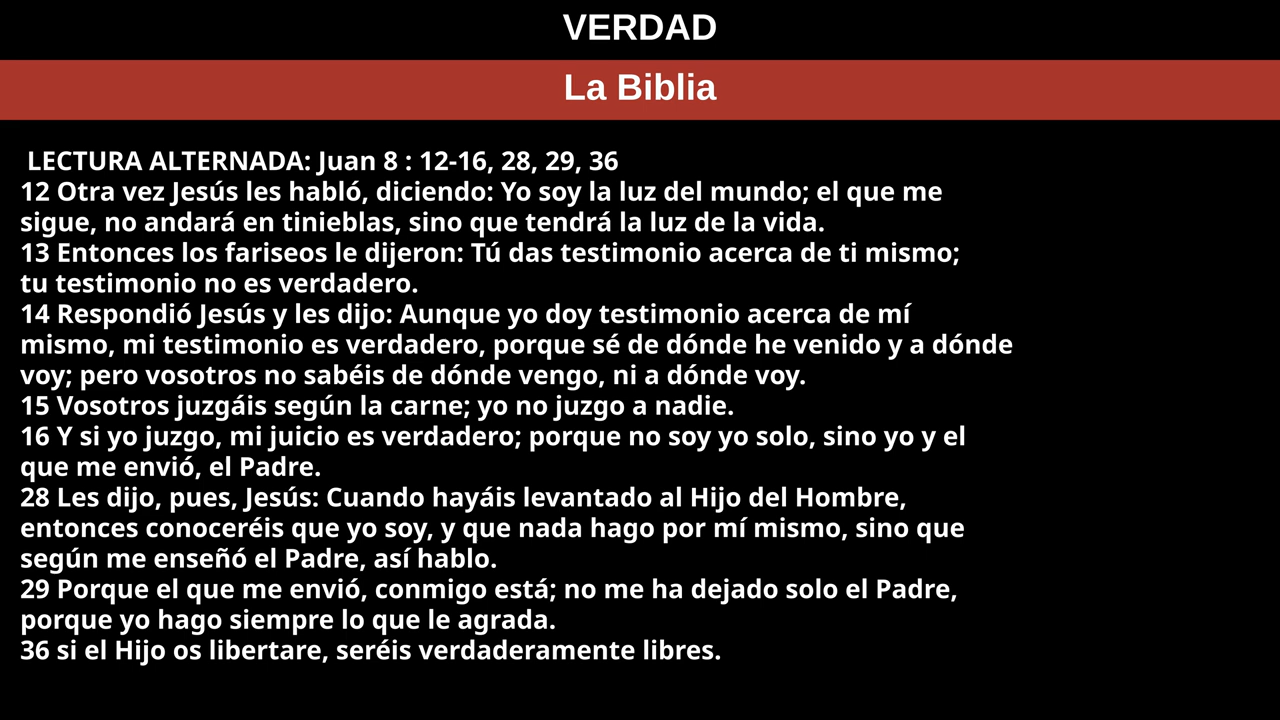 VERDAD
La Biblia
LECTURA ALTERNADA: Juan 8 : 12-16, 28, 29, 36
12 Otra vez Jesús les habló, diciendo: Yo soy la luz del mundo; el que me
sigue, no andará en tinieblas, sino que tendrá la luz de la vida.
13 Entonces los fariseos le dijeron: Tú das testimonio acerca de ti mismo;
tu testimonio no es verdadero.
14 Respondió Jesús y les dijo: Aunque yo doy testimonio acerca de mí
mismo, mi testimonio es verdadero, porque sé de dónde he venido y a dónde
voy; pero vosotros no sabéis de dónde vengo, ni a dónde voy.
15 Vosotros juzgáis según la carne; yo no juzgo a nadie.
16 Y si yo juzgo, mi juicio es verdadero; porque no soy yo solo, sino yo y el
que me envió, el Padre.
28 Les dijo, pues, Jesús: Cuando hayáis levantado al Hijo del Hombre,
entonces conoceréis que yo soy, y que nada hago por mí mismo, sino que
según me enseñó el Padre, así hablo.
29 Porque el que me envió, conmigo está; no me ha dejado solo el Padre,
porque yo hago siempre lo que le agrada.
36 si el Hijo os libertare, seréis verdaderamente libres.